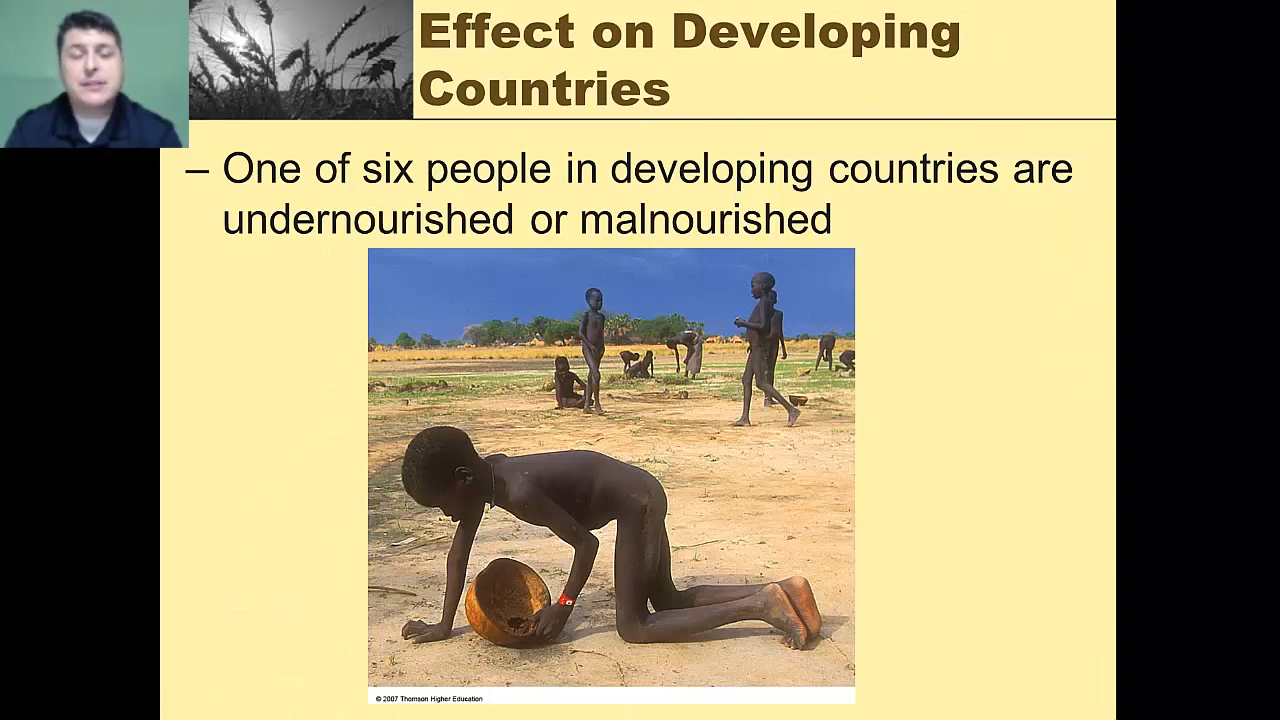 Effect on Developing
Countries
– One of six people in developing countries are
undernourished or malnourished
© 2007 Thomson Higher Education